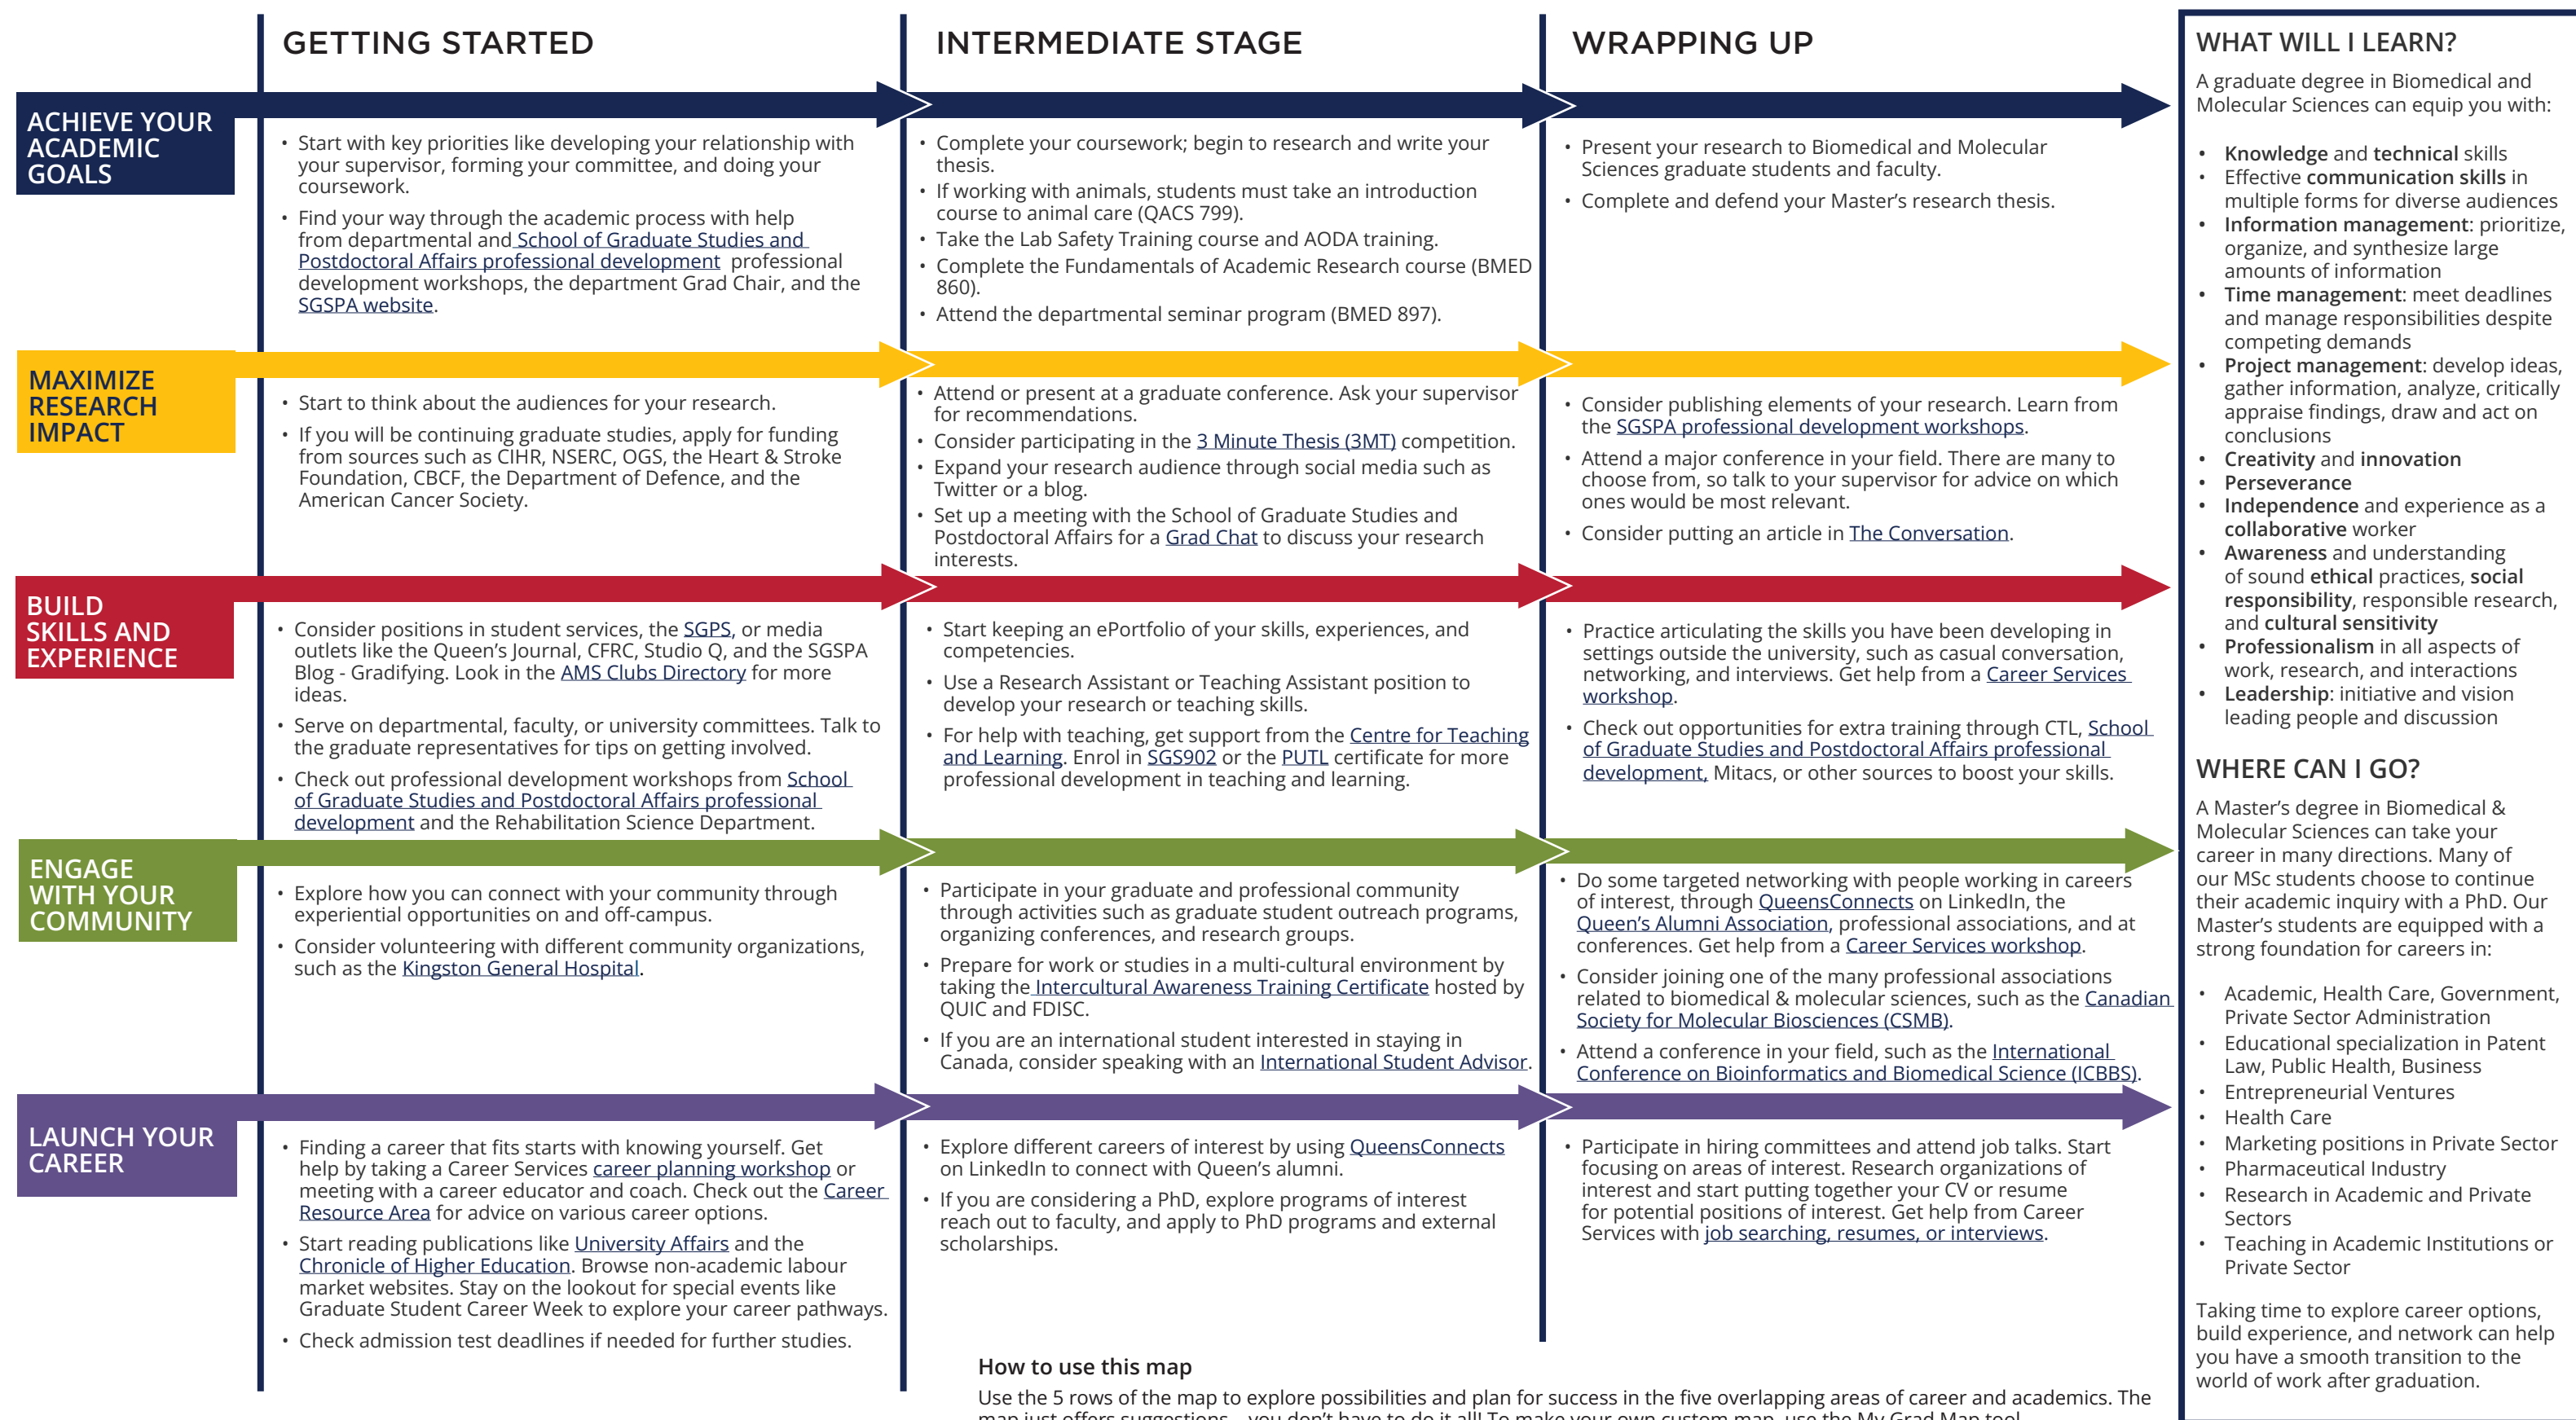 GETTING STARTED
INTERMEDIATE STAGE
WRAPPING UP
ACHIEVE YOUR
ACADEMIC
GOALS
• Start with key priorities like developing your relationship with
your supervisor, forming your committee, and doing your
coursework.
• Find your way through the academic process with help
from departmental and School of Graduate Studies and
Postdoctoral Affairs professional development professional
development workshops, the department Grad Chair, and the
SGSPA website.
• Complete your coursework; begin to research and write your
thesis.
• If working with animals, students must take an introduction
course to animal care (QACS 799).
• Take the Lab Safety Training course and AODA training.
• Complete the Fundamentals of Academic Research course (BMED
860).
• Attend the departmental seminar program (BMED 897).
• Present your research to Biomedical and Molecular
Sciences graduate students and faculty.
• Complete and defend your Master's research thesis.
MAXIMIZE
RESEARCH
IMPACT
• Start to think about the audiences for your research.
• If you will be continuing graduate studies, apply for funding
from sources such as CIHR, NSERC, OGS, the Heart & Stroke
Foundation, CBCF, the Department of Defence, and the
American Cancer Society.
• Attend or present at a graduate conference. Ask your supervisor
for recommendations.
• Consider participating in the 3 Minute Thesis (3MT) competition.
• Expand your research audience through social media such as
Twitter or a blog.
• Set up a meeting with the School of Graduate Studies and
Postdoctoral Affairs for a Grad Chat to discuss your research
interests.
• Consider publishing elements of your research. Learn from
the SGSPA professional development workshops.
• Attend a major conference in your field. There are many to
choose from, so talk to your supervisor for advice on which
ones would be most relevant.
• Consider putting an article in The Conversation.
BUILD
SKILLS AND
EXPERIENCE
• Consider positions in student services, the SGPS, or media
outlets like the Queen's Journal, CFRC, Studio Q, and the SGSPA
Blog - Gradifying. Look in the AMS Clubs Directory for more
ideas.
• Serve on departmental, faculty, or university committees. Talk to
the graduate representatives for tips on getting involved.
• Check out professional development workshops from School
of Graduate Studies and Postdoctoral Affairs professional
development and the Rehabilitation Science Department.
• Start keeping an ePortfolio of your skills, experiences, and
competencies.
• Use a Research Assistant or Teaching Assistant position to
develop your research or teaching skills.
• For help with teaching, get support from the Centre for Teaching
and Learning. Enrol in SGS902 or the PUTL certificate for more
professional development in teaching and learning.
• Practice articulating the skills you have been developing in
settings outside the university, such as casual conversation,
networking, and interviews. Get help from a Career Services
workshop.
• Check out opportunities for extra training through CTL, School
of Graduate Studies and Postdoctoral Affairs professional
development, Mitacs, or other sources to boost your skills.
ENGAGE
WITH YOUR
COMMUNITY
• Explore how you can connect with your community through
experiential opportunities on and off-campus.
• Consider volunteering with different community organizations,
such as the Kingston General Hospital.
• Participate in your graduate and professional community
through activities such as graduate student outreach programs,
organizing conferences, and research groups.
• Prepare for work or studies in a multi-cultural environment by
taking the Intercultural Awareness Training Certificate hosted by
QUIC and FDISC.
• If you are an international student interested in staying in
Canada, consider speaking with an International Student Advisor.
• Do some targeted networking with people working in careers
of interest, through QueensConnects on LinkedIn, the
Queen's Alumni Association, professional associations, and at
conferences. Get help from a Career Services workshop.
• Consider joining one of the many professional associations
related to biomedical & molecular sciences, such as the Canadian
Society for Molecular Biosciences (CSMB).
• Attend a conference in your field, such as the International
Conference on Bioinformatics and Biomedical Science (ICBBS).
LAUNCH YOUR
CAREER
• Finding a career that fits starts with knowing yourself. Get
help by taking a Career Services career planning workshop or
meeting with a career educator and coach. Check out the Career
Resource Area for advice on various career options.
• Start reading publications like University Affairs and the
Chronicle of Higher Education. Browse non-academic labour
market websites. Stay on the lookout for special events like
Graduate Student Career Week to explore your career pathways.
• Check admission test deadlines if needed for further studies.
• Explore different careers of interest by using QueensConnects
on LinkedIn to connect with Queen's alumni.
• If you are considering a PhD, explore programs of interest
reach out to faculty, and apply to PhD programs and external
scholarships.
• Participate in hiring committees and attend job talks. Start
focusing on areas of interest. Research organizations of
interest and start putting together your CV or resume
for potential positions of interest. Get help from Career
Services with job searching, resumes, or interviews.
How to use this map
Use the 5 rows of the map to explore possibilities and plan for success in the five overlapping areas of career and academics. The
map just offers suggestions – you don't have to do it all! To make your own custom map, use the My Grad Map tool.
WHAT WILL I LEARN?
A graduate degree in Biomedical and
Molecular Sciences can equip you with:
• Knowledge and technical skills
• Effective communication skills in
multiple forms for diverse audiences
• Information management: prioritize,
organize, and synthesize large
amounts of information
• Time management: meet deadlines
and manage responsibilities despite
competing demands
• Project management: develop ideas,
gather information, analyze, critically
appraise findings, draw and act on
conclusions
• Creativity and innovation
• Perseverance
• Independence and experience as a
collaborative worker
• Awareness and understanding
of sound ethical practices, social
responsibility, responsible research,
and cultural sensitivity
• Professionalism in all aspects of
work, research, and interactions
• Leadership: initiative and vision
leading people and discussion
WHERE CAN I GO?
A Master's degree in Biomedical &
Molecular Sciences can take your
career in many directions. Many of
our MSc students choose to continue
their academic inquiry with a PhD. Our
Master's students are equipped with a
strong foundation for careers in:
• Academic, Health Care, Government,
Private Sector Administration
• Educational specialization in Patent
Law, Public Health, Business
• Entrepreneurial Ventures
• Health Care
• Marketing positions in Private Sector
• Pharmaceutical Industry
• Research in Academic and Private
Sectors
• Teaching in Academic Institutions or
Private Sector
Taking time to explore career options,
build experience, and network can help
you have a smooth transition to the
world of work after graduation.